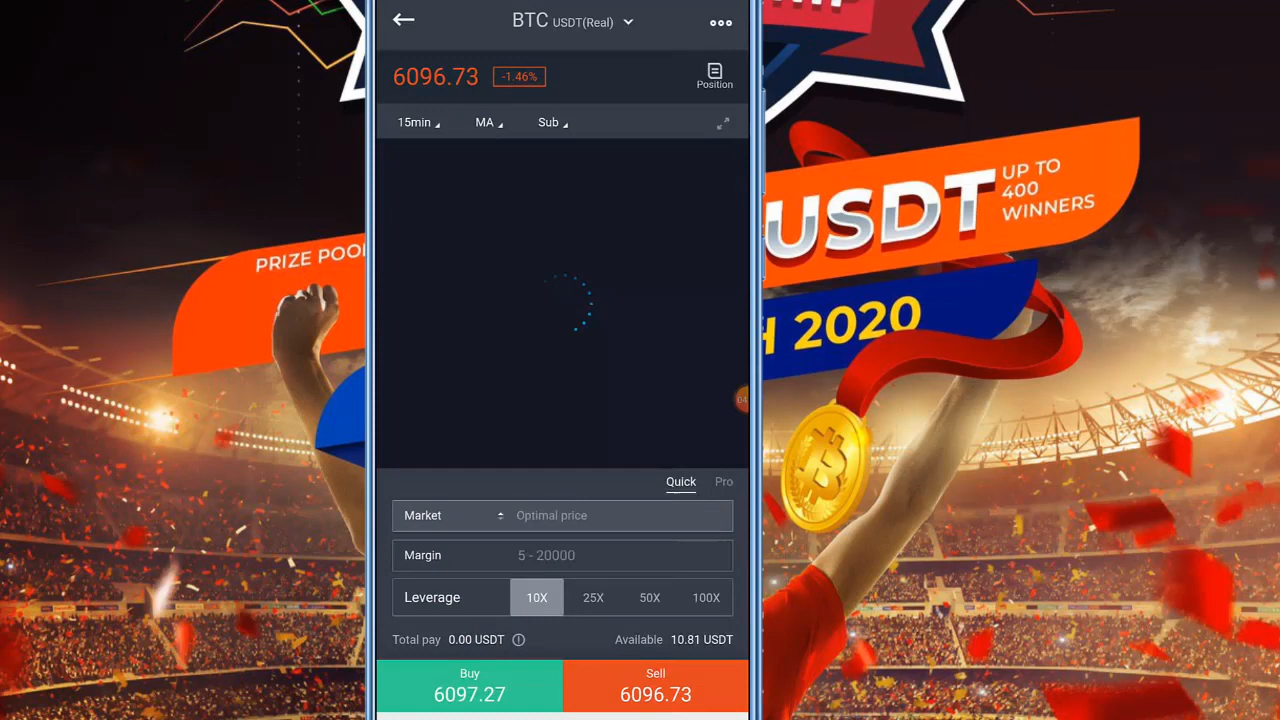 BTC USDT(Real)
6096.73 -1.46%
Position
15min MA Sub
PRIZE POO
USDT UP TO
400
WINNERS
H 2020
04
Quick Pro
Market Optimal price
Margin 5 - 20000
Leverage 10X 25X 50X 100X
Total pay 0.00 USDT Available 10.81 USDT
Buy Sell
6097.27 6096.73